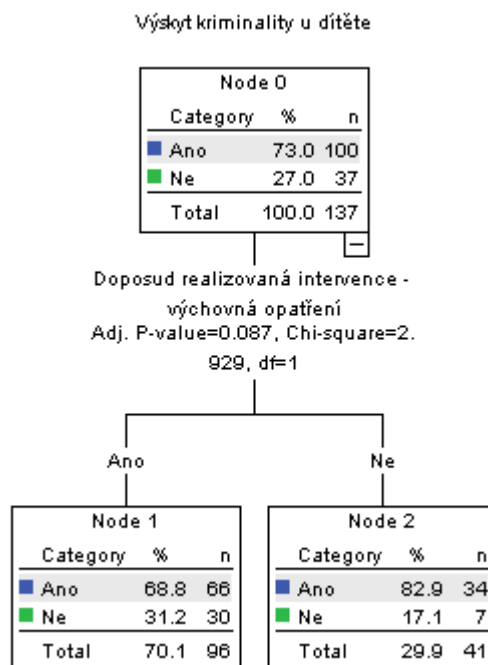 Výskyt kriminality u dítěte
Node 0
Category % n
Ano 73.0 100
Ne 27.0 37
Total 100.0 137
Doposud realizovaná intervence -
výchovná opatření
Adj. P-value=0.087, Chi-square=2.
929, df=1
Ano
Ne
Node 1
Category % n
Ano 68.8 66
Ne 31.2 30
Total 70.1 96
Node 2
Category % n
Ano 82.9 34
Ne 17.1 7
Total 29.9 41